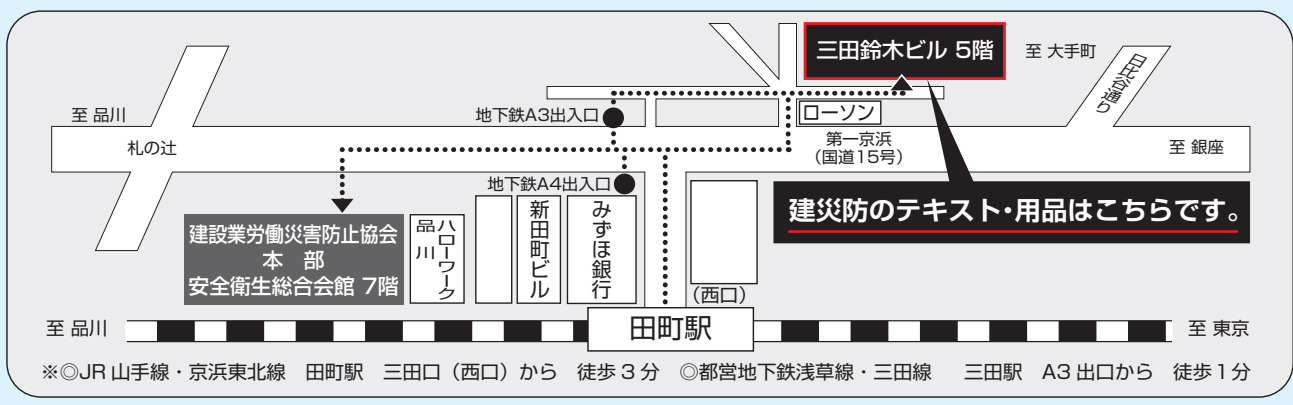 三田鈴木ビル 5階
至 大手町
日比谷通り
至 品川
地下鉄A3出入口
ローソン
札の辻
第一京浜
(国道15号)
至 銀座
地下鉄A4出入口
建設業労働災害防止協会
本 部
安全衛生総合会館 7階
ハローワーク
品川
新田町ビル
みずほ銀行
(西口)
建災防のテキスト・用品はこちらです。
至 品川
田町駅
至 東京
※◎JR 山手線・京浜東北線 田町駅 三田口(西口)から 徒歩 3 分 ◎都営地下鉄浅草線・三田線 三田駅 A3 出口から 徒歩 1 分